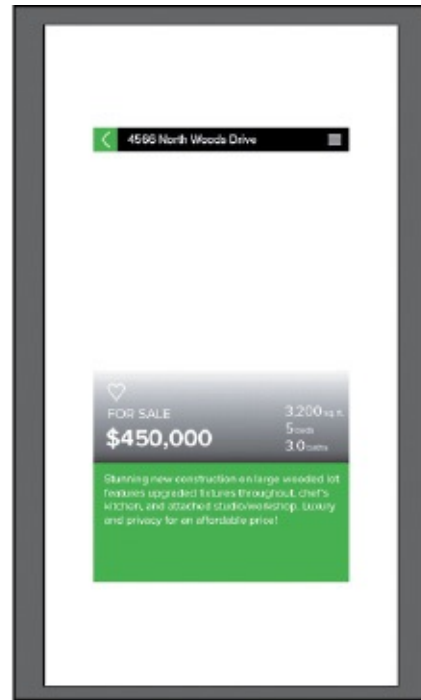 4566 North Woods Drive
FOR SALE
$450,000
3,200 sq. ft.
5 beds
3.0 baths
Stunning new construction on large wooded lot
features upgraded fixtures throughout, chef's
kitchen, and attached studio/workshop. Luxury
and privacy for an affordable price!